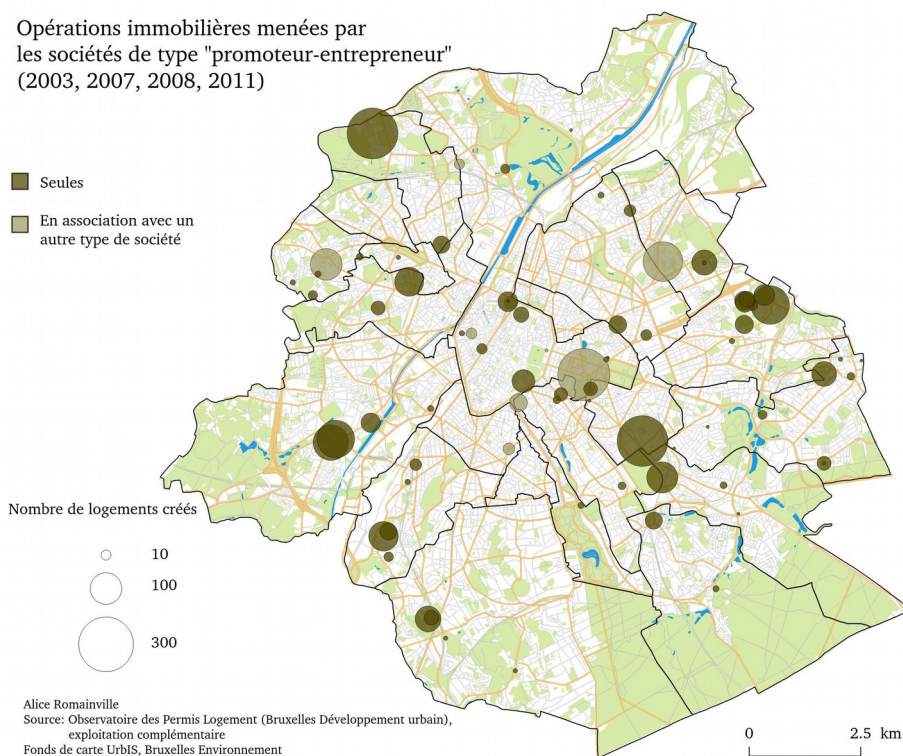 Opérations immobilières menées par
les sociétés de type "promoteur-entrepreneur"
(2003, 2007, 2008, 2011)
Seules
En association avec un
autre type de société
Nombre de logements créés
10
100
300
Alice Romainville
Source: Observatoire des Permis Logement (Bruxelles Développement urbain),
exploitation complémentaire
Fonds de carte UrbIS, Bruxelles Environnement
0 2.5 km